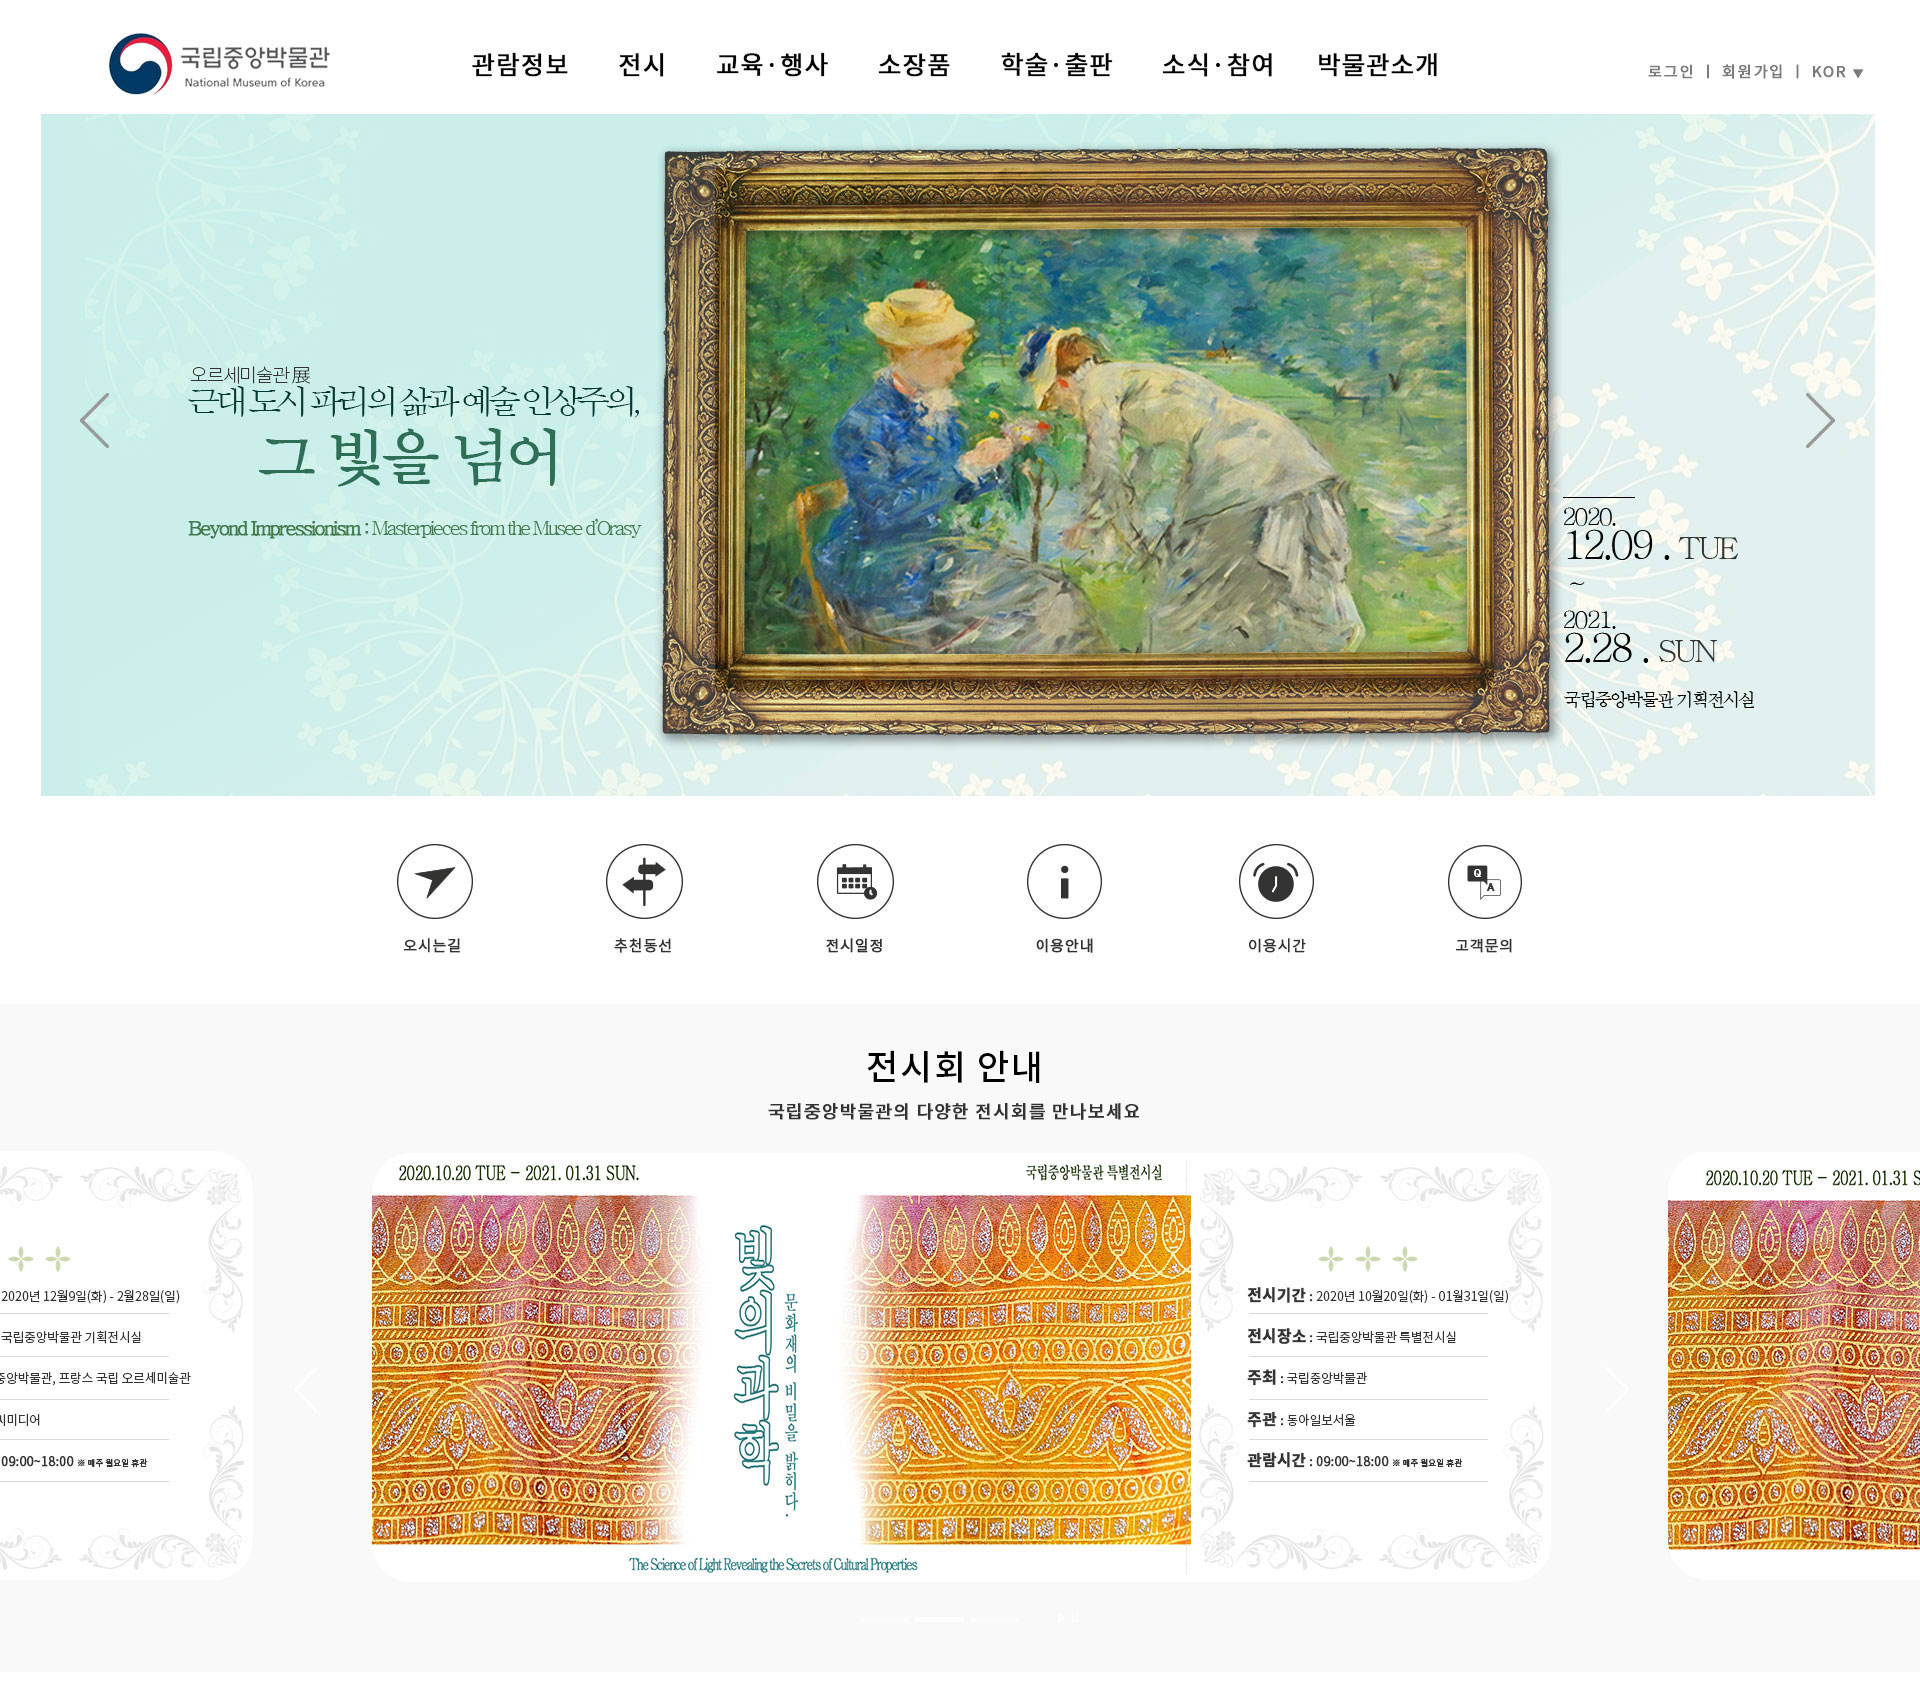 국립중앙박물관
National Museum of Korea
관람정보 전시 교육·행사 소장품 학술·출판 소식·참여 박물관소개
로그인 | 회원가입 | KOR ▼
오르세미술관 展
근대 도시 파리의 삶과 예술 인상주의,
그 빛을 넘어
Beyond Impressionism : Masterpieces from the Musee d'Orasy
2020.
12.09 . TUE
~
2021.
2.28 . SUN
국립중앙박물관 기획전시실
오시는길 추천동선 전시일정 이용안내 이용시간 고객문의
Q
A
전시회 안내
국립중앙박물관의 다양한 전시회를 만나보세요
2020년 12월9일(화) - 2월28일(일)
국립중앙박물관 기획전시실
중앙박물관, 프랑스 국립 오르세미술관
씨미디어
09:00~18:00 ※ 매주 월요일 휴관
2020.10.20 TUE - 2021. 01.31 SUN.
국립중앙박물관 특별전시실
빛의 과학
문화재의 비밀을 밝히다.
The Science of Light Revealing the Secrets of Cultural Properties
전시기간 : 2020년 10월20일(화) - 01월31일(일)
전시장소 : 국립중앙박물관 특별전시실
주최 : 국립중앙박물관
주관 : 동아일보서울
관람시간 : 09:00~18:00 ※ 매주 월요일 휴관
2020.10.20 TUE - 2021. 01.31 S